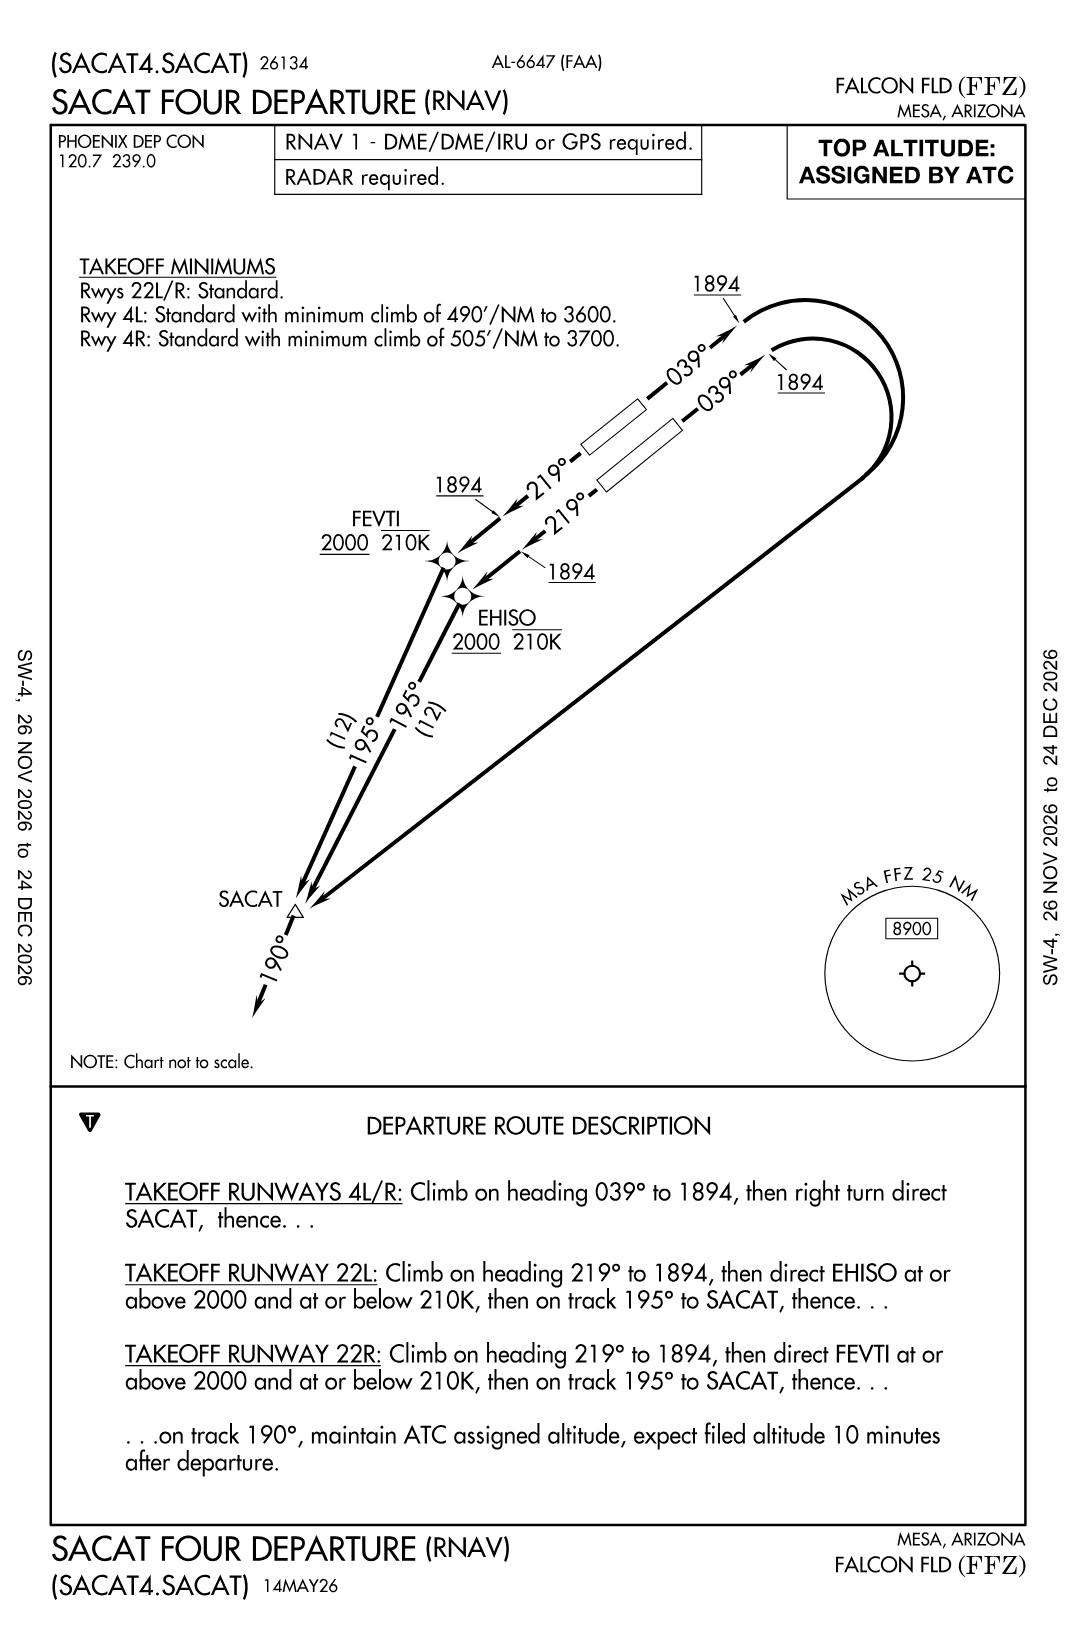 (SACAT4.SACAT) 26134
AL-6647 (FAA)
SACAT FOUR DEPARTURE (RNAV)
FALCON FLD (FFZ)
MESA, ARIZONA
PHOENIX DEP CON
120.7 239.0
RNAV 1 - DME/DME/IRU or GPS required.
RADAR required.
TOP ALTITUDE:
ASSIGNED BY ATC
TAKEOFF MINIMUMS
Rwys 22L/R: Standard.
Rwy 4L: Standard with minimum climb of 490'/NM to 3600.
Rwy 4R: Standard with minimum climb of 505'/NM to 3700.
1894
039°
039°
1894
219°
1894
219°
FEVTI
2000 210K
1894
EHISO
2000 210K
195°
(12)
195°
(12)
SACAT
190°
MSA FFZ 25 NM
8900
NOTE: Chart not to scale.
SW-4, 26 NOV 2026 to 24 DEC 2026
SW-4, 26 NOV 2026 to 24 DEC 2026
T
DEPARTURE ROUTE DESCRIPTION
TAKEOFF RUNWAYS 4L/R: Climb on heading 039° to 1894, then right turn direct
SACAT, thence. . .
TAKEOFF RUNWAY 22L: Climb on heading 219° to 1894, then direct EHISO at or
above 2000 and at or below 210K, then on track 195° to SACAT, thence. . .
TAKEOFF RUNWAY 22R: Climb on heading 219° to 1894, then direct FEVTI at or
above 2000 and at or below 210K, then on track 195° to SACAT, thence. . .
. . .on track 190°, maintain ATC assigned altitude, expect filed altitude 10 minutes
after departure.
SACAT FOUR DEPARTURE (RNAV)
(SACAT4.SACAT) 14MAY26
MESA, ARIZONA
FALCON FLD (FFZ)